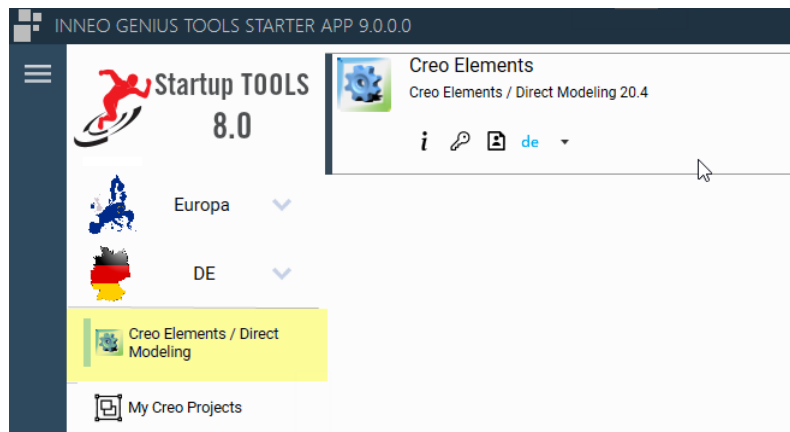 INNEO GENIUS TOOLS STARTER APP 9.0.0.0
Startup TOOLS
8.0
Creo Elements
Creo Elements / Direct Modeling 20.4
i
de
Europa
DE
Creo Elements / Direct
Modeling
My Creo Projects